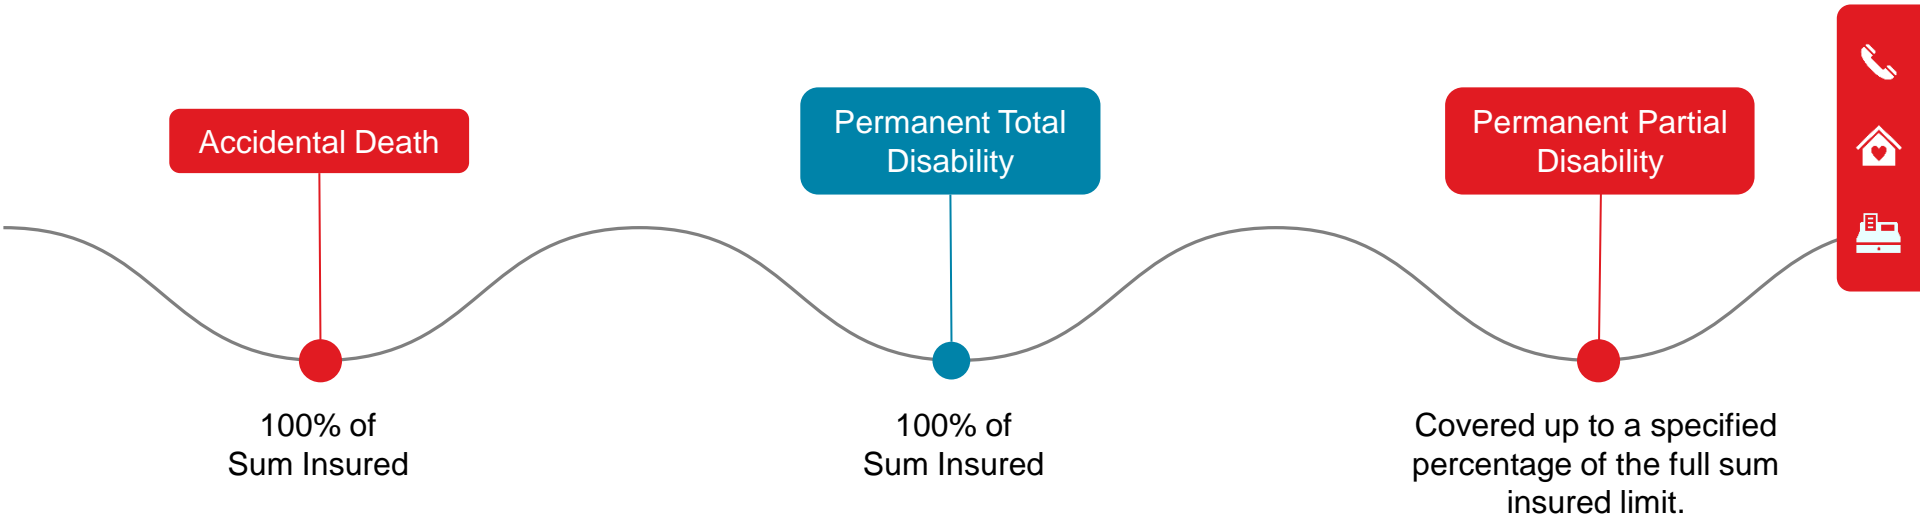 Accidental Death
100% of
Sum Insured
Permanent Total
Disability
100% of
Sum Insured
Permanent Partial
Disability
Covered up to a specified
percentage of the full sum
insured limit.